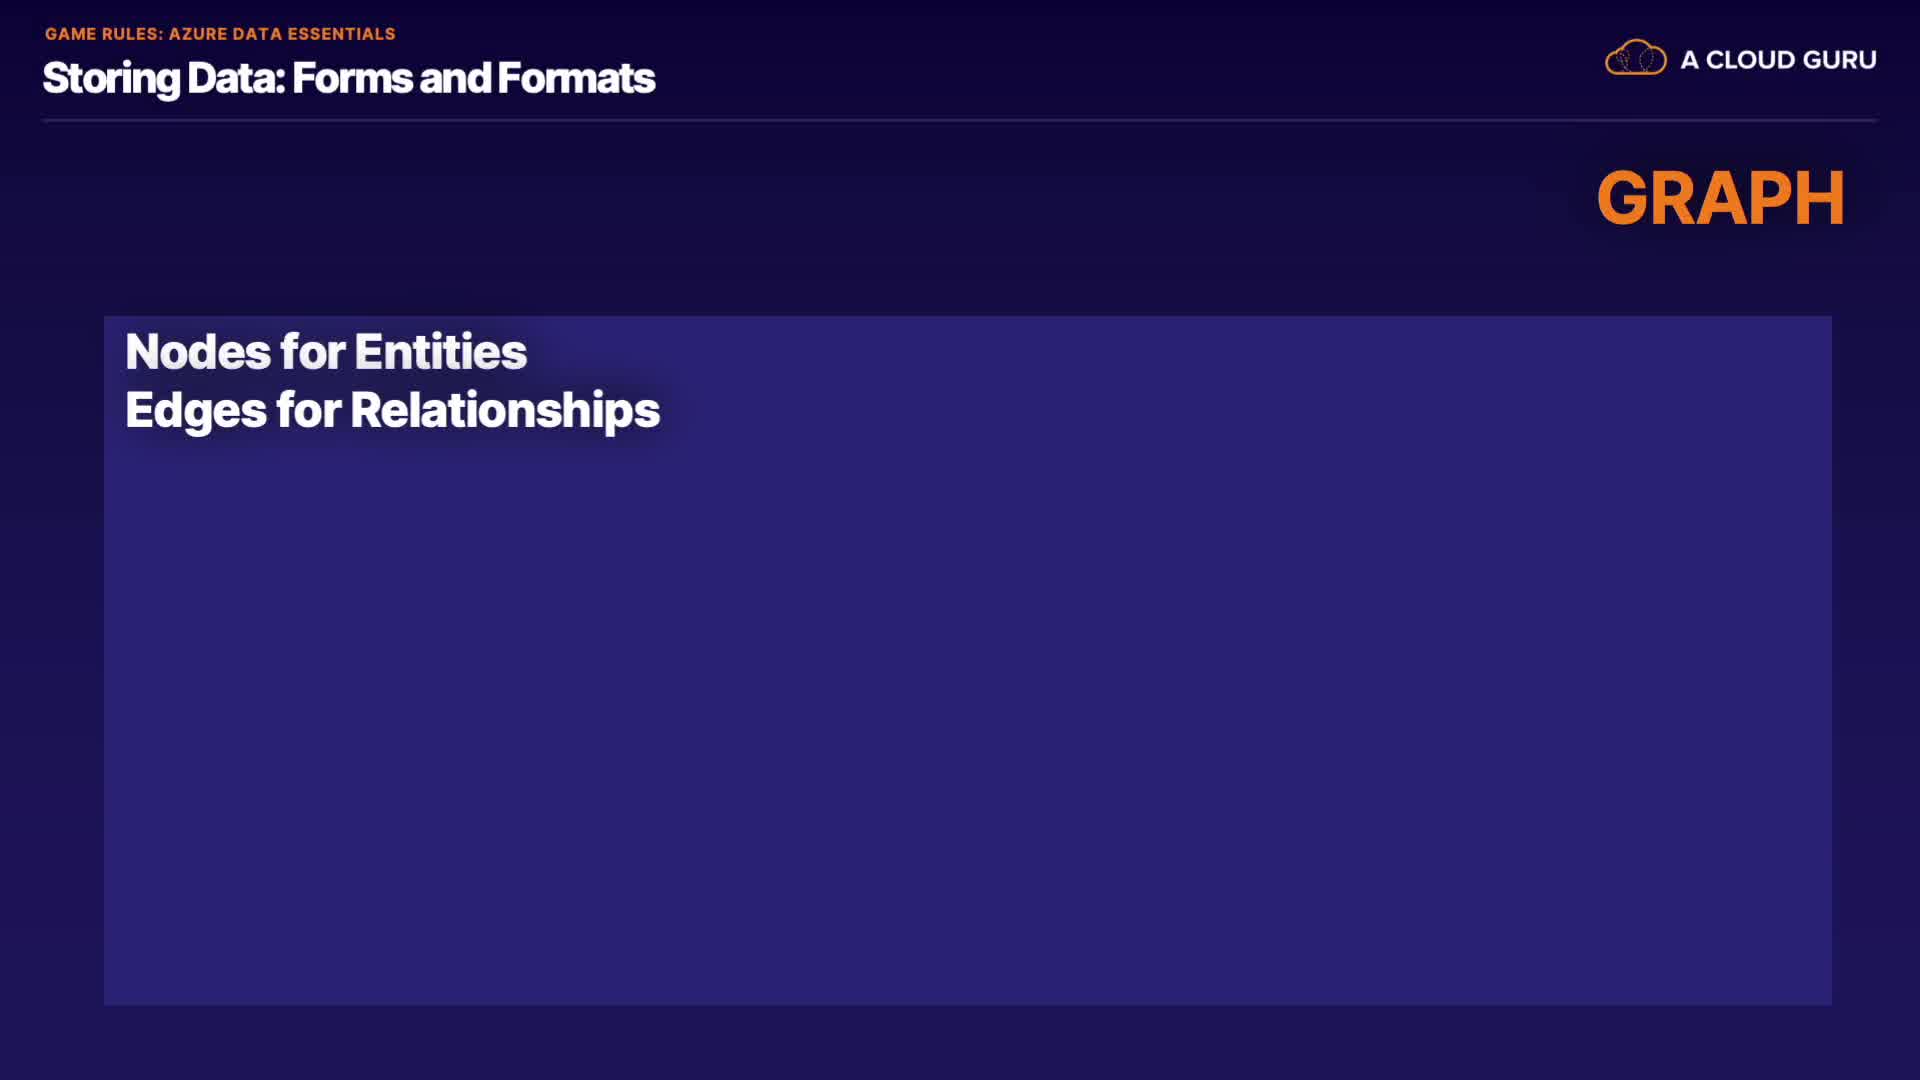 GAME RULES: AZURE DATA ESSENTIALS
Storing Data: Forms and Formats
A CLOUD GURU
GRAPH
Nodes for Entities
Edges for Relationships